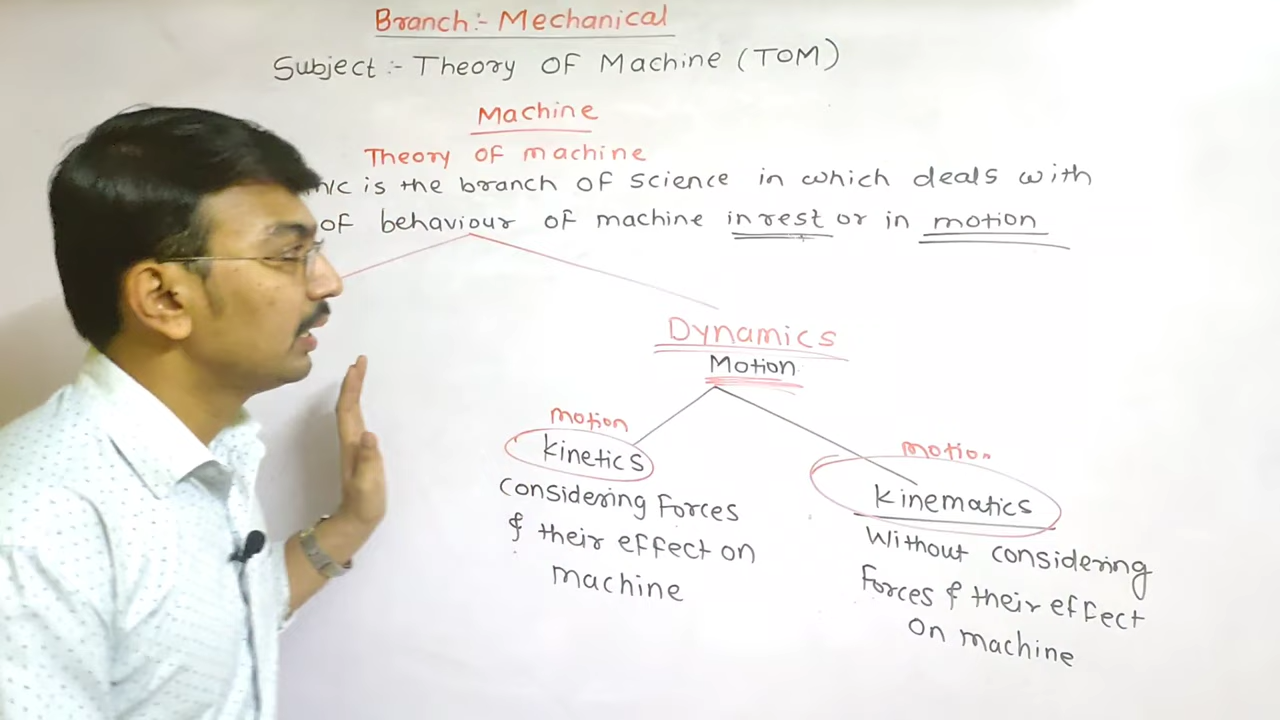 Branch:- Mechanical
Subject:- Theory OF Machine (TOM)
Machine
Theory OF machine
m/c is the branch OF science in which deals with
OF behaviour OF machine in rest or in motion
Dynamics
Motion
motion
kinetics
Considering Forces
& their effect on
machine
motion
kinematics
Without considering
Forces & their effect
On machine